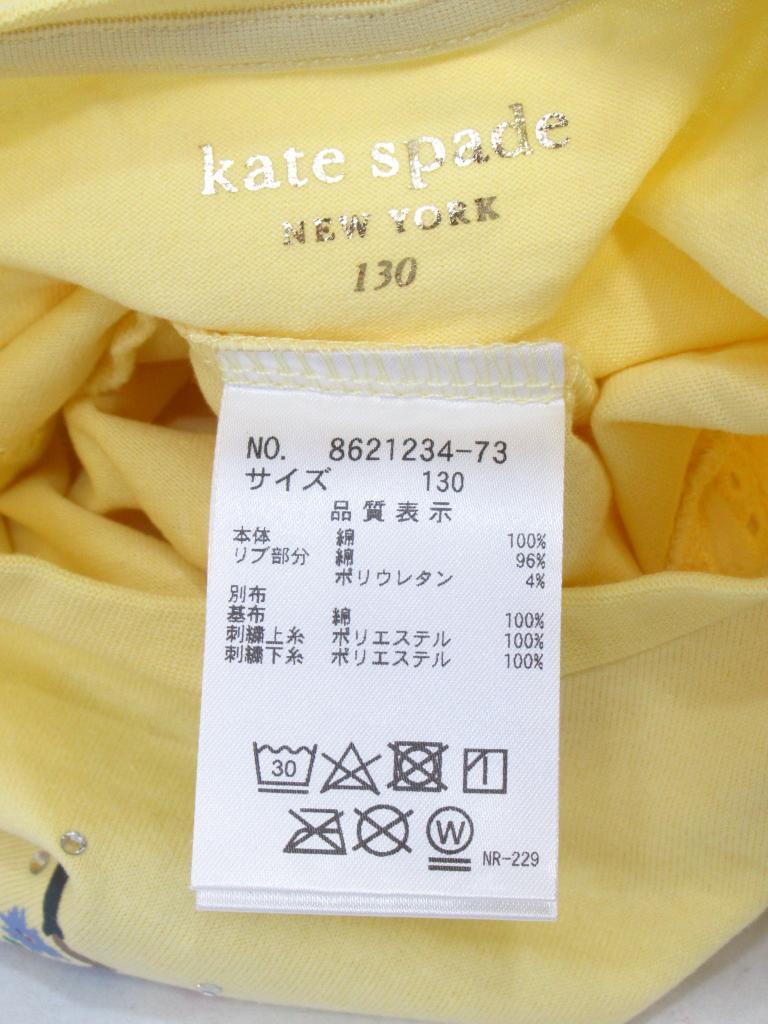 kate spade
NEW YORK
130
NO. 8621234-73
サイズ 130
品質表示
本体 綿 100%
リブ部分 綿 96%
ポリウレタン 4%
別布
基布 綿 100%
刺繍上糸 ポリエステル 100%
刺繍下糸 ポリエステル 100%
30
W
NR-229